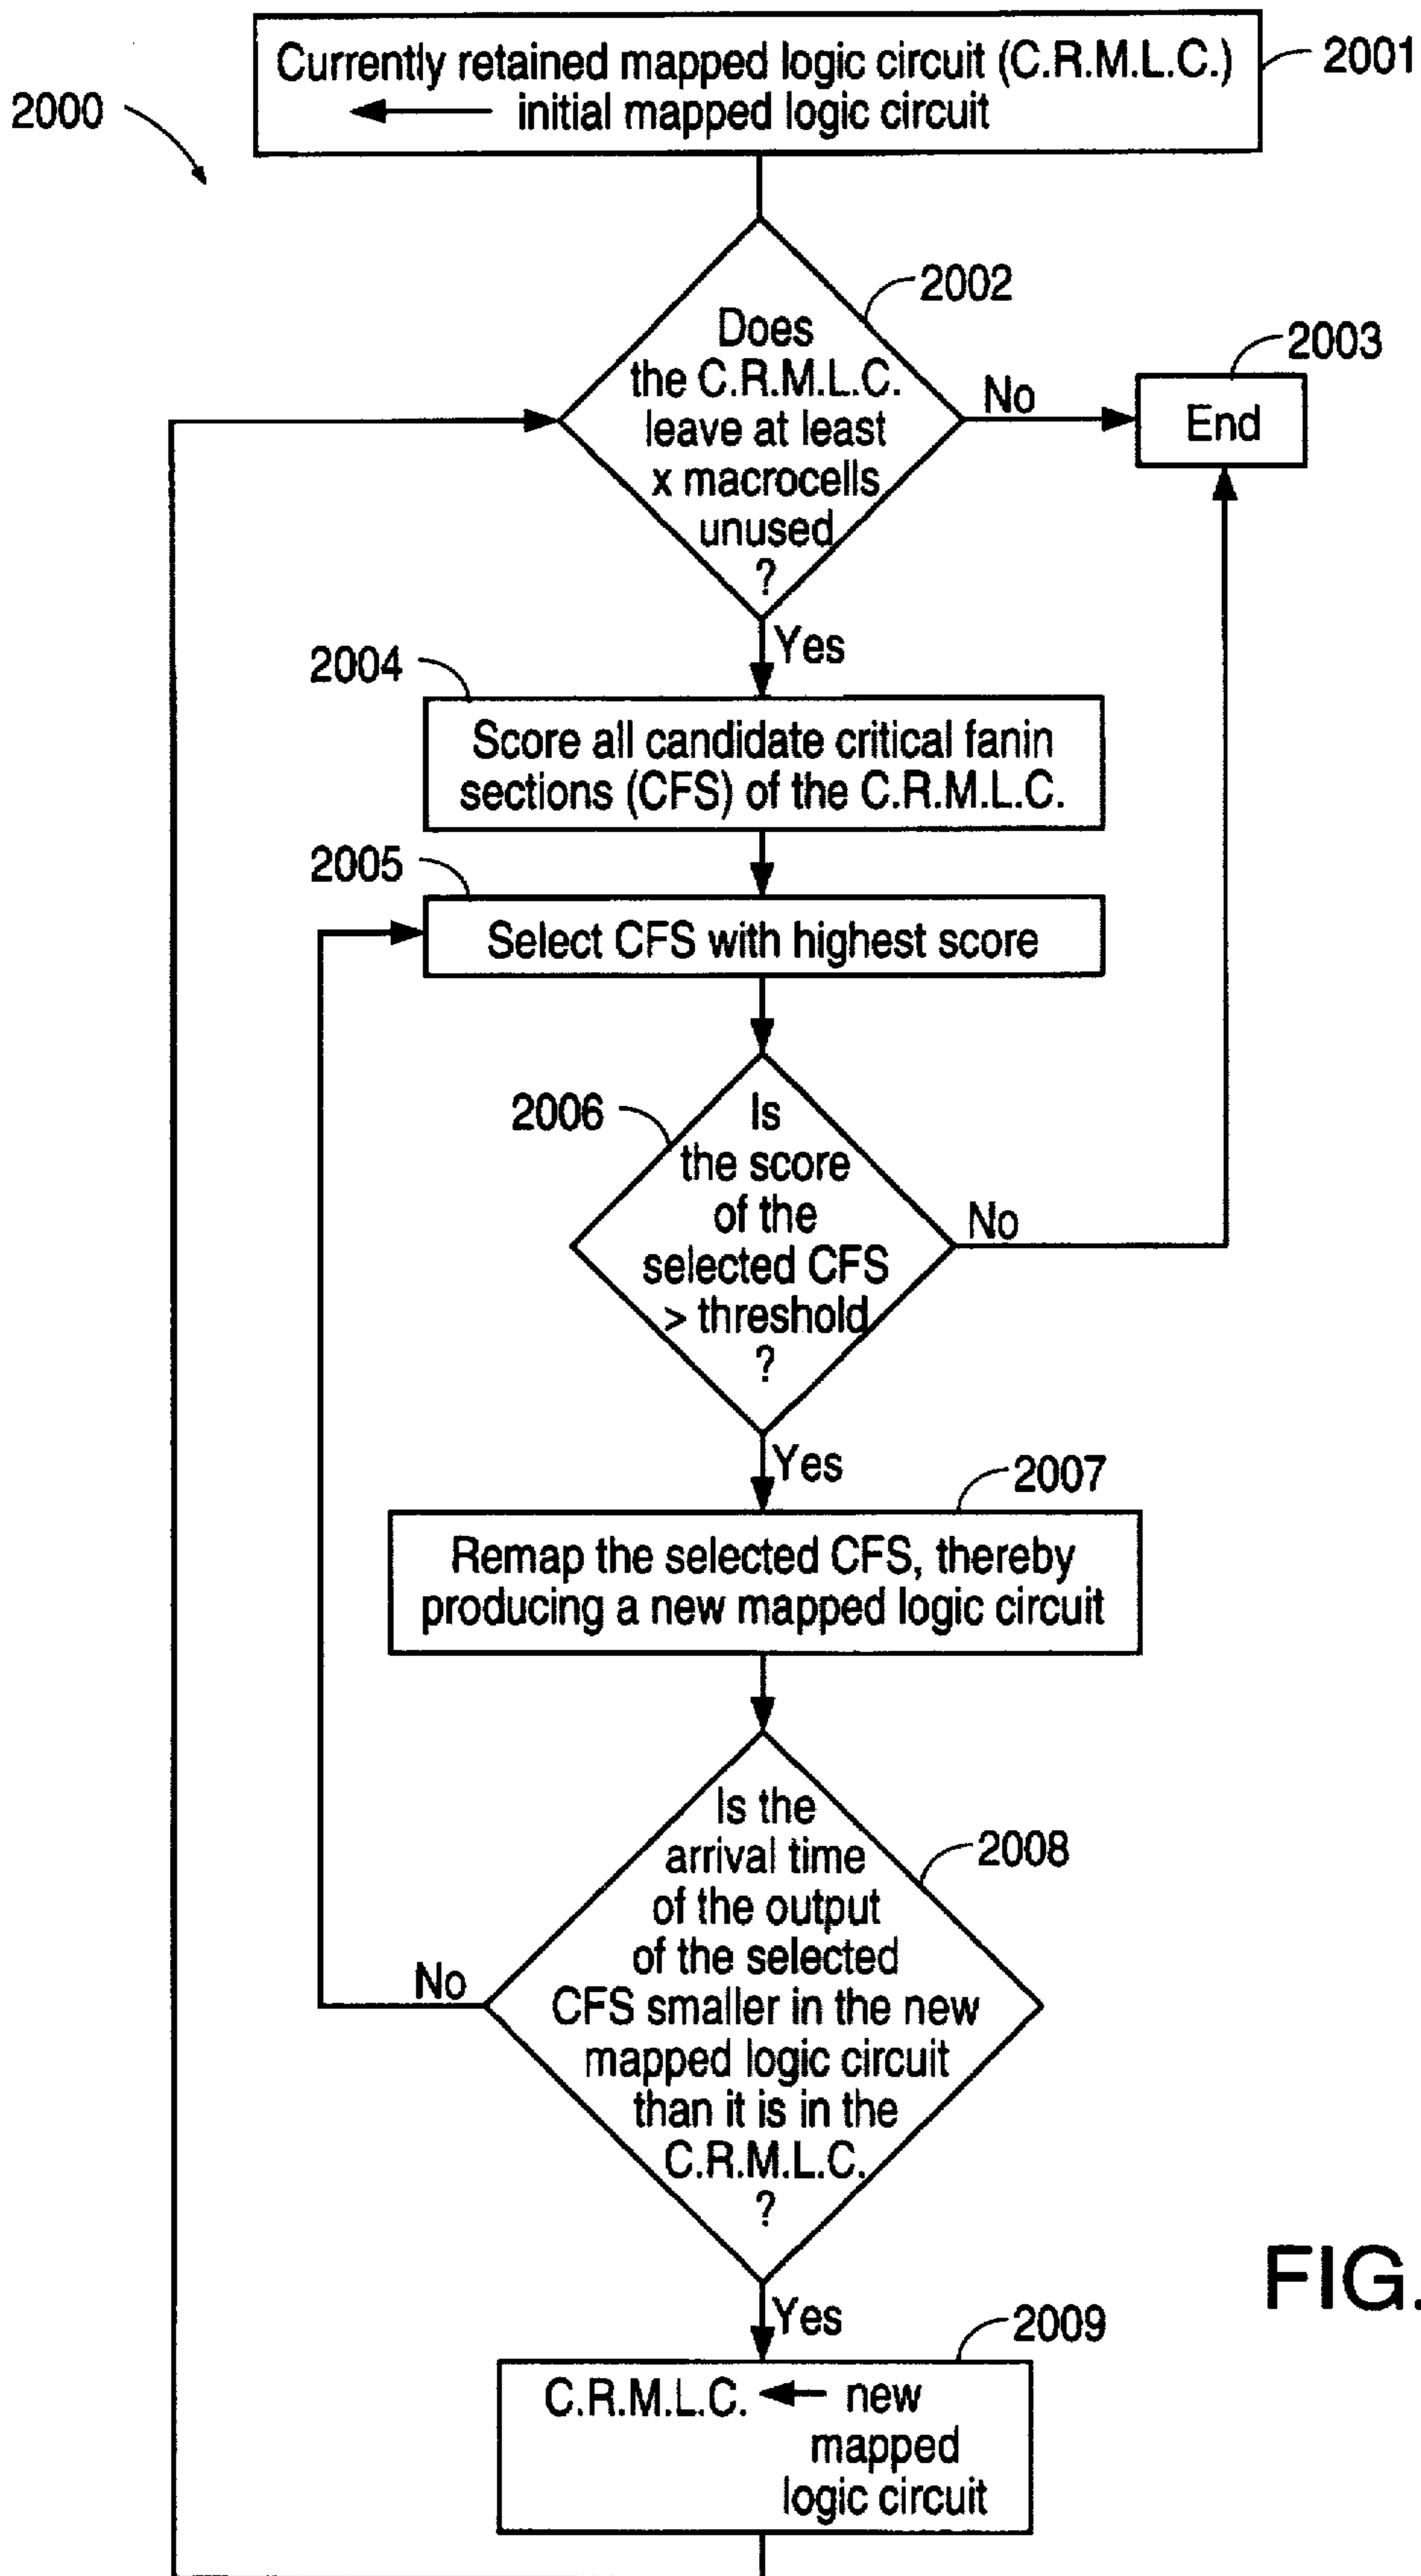 Currently retained mapped logic circuit (C.R.M.L.C.)
initial mapped logic circuit
2001
2000
2002
Does
the C.R.M.L.C.
leave at least
x macrocells
unused
?
No
2003
End
Yes
2004
Score all candidate critical fanin
sections (CFS) of the C.R.M.L.C.
2005
Select CFS with highest score
2006
Is
the score
of the
selected CFS
> threshold
?
No
Yes
2007
Remap the selected CFS, thereby
producing a new mapped logic circuit
2008
Is the
arrival time
of the output
of the selected
CFS smaller in the new
mapped logic circuit
than it is in the
C.R.M.L.C.
?
No
Yes
FIG.
2009
C.R.M.L.C. ← new
mapped
logic circuit